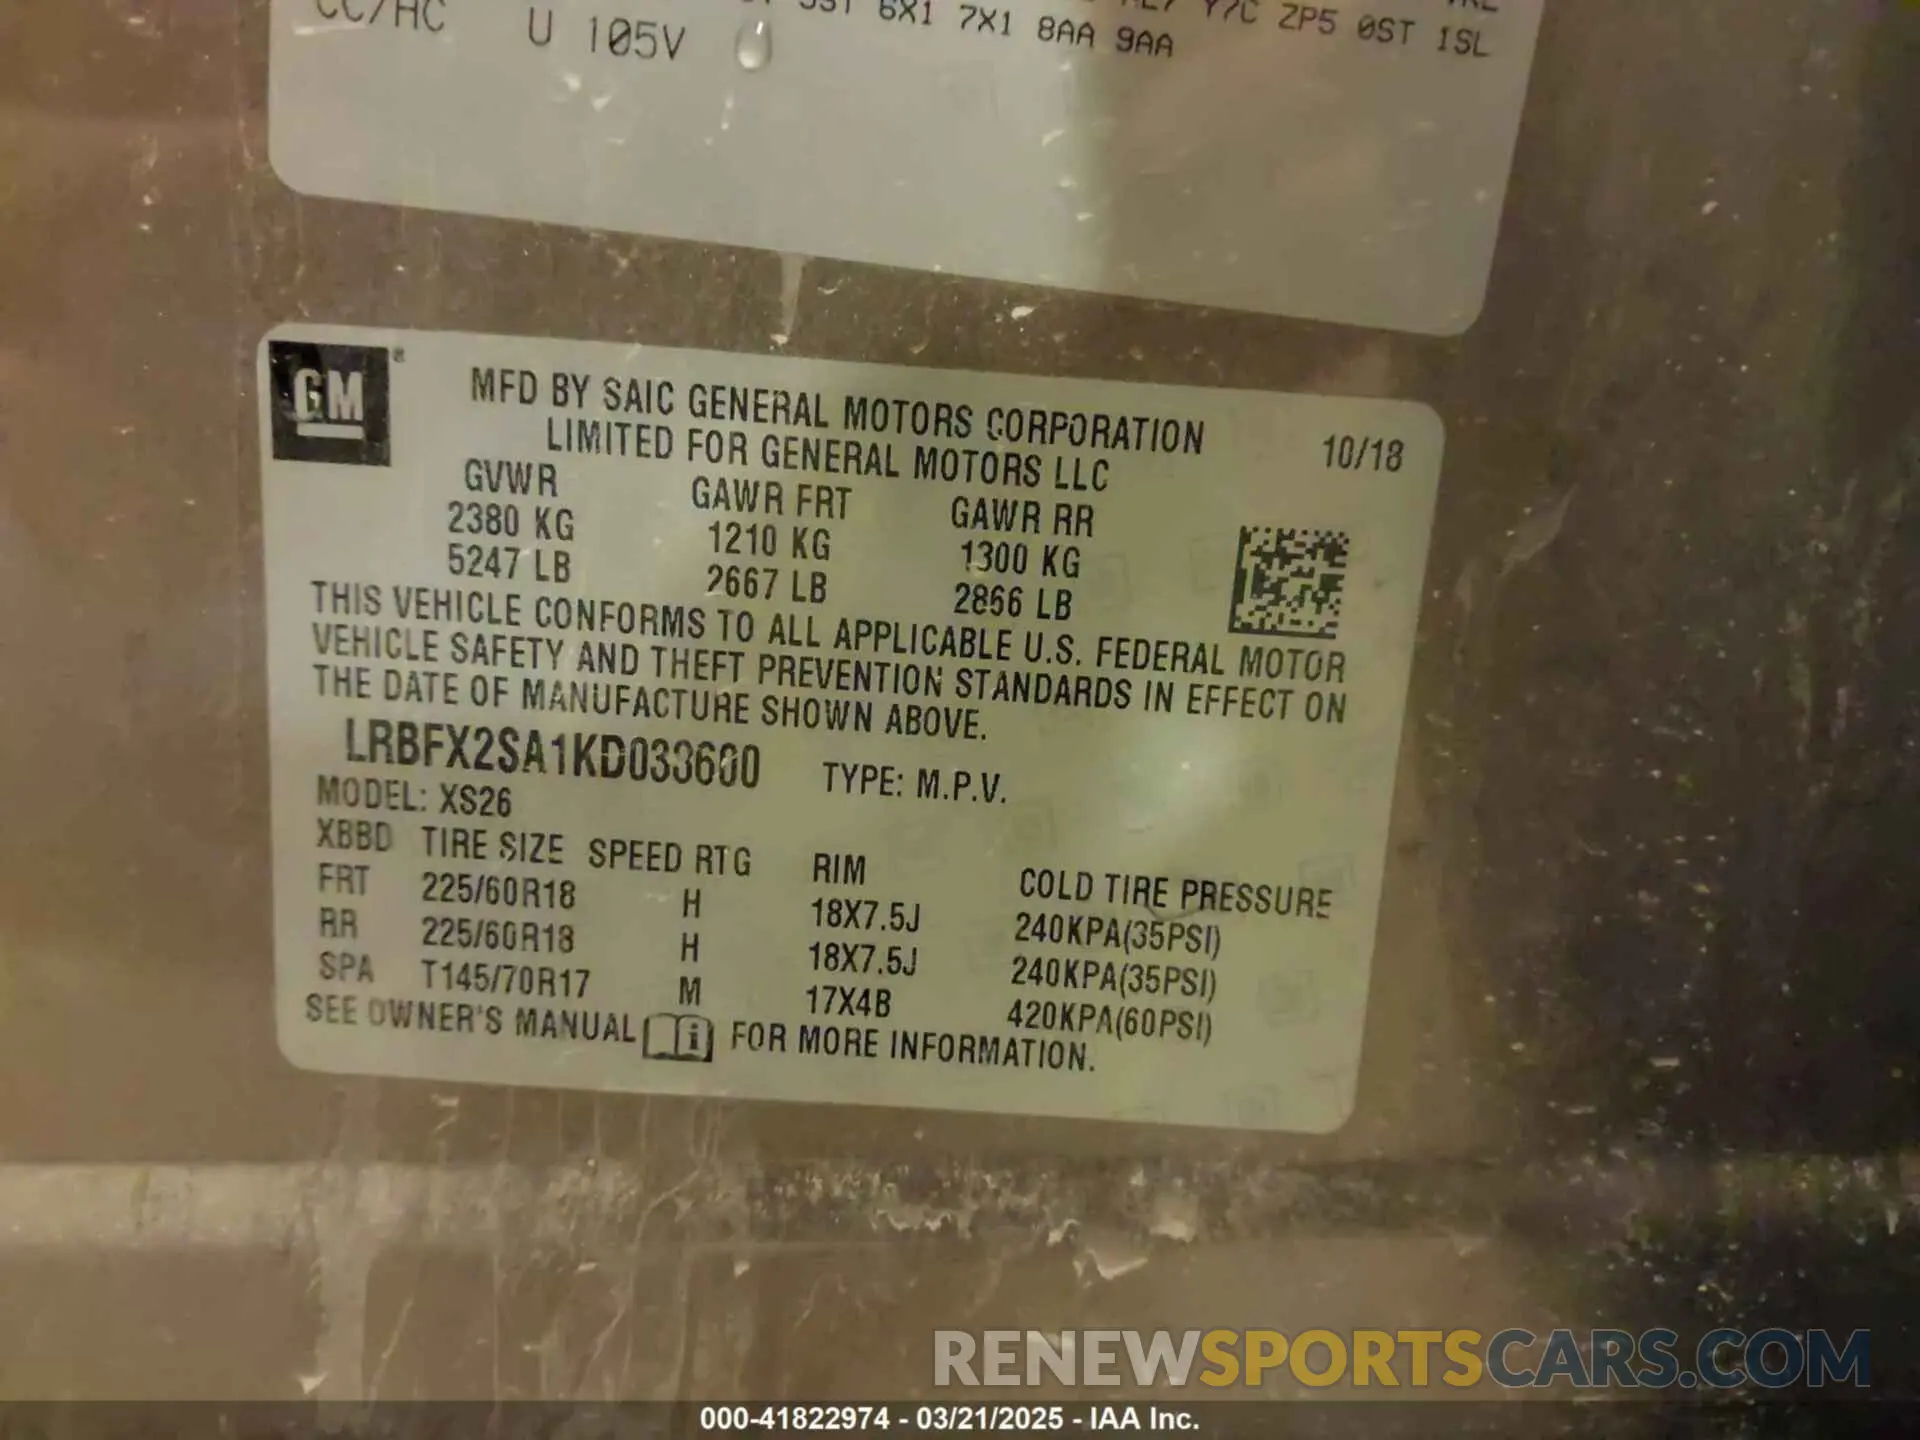 ZP5 0ST 1SL
6X1 7X1 8AA 9AA
CC/HC U 105V
GM ®
MFD BY SAIC GENERAL MOTORS CORPORATION
LIMITED FOR GENERAL MOTORS LLC
10/18
GVWR GAWR FRT GAWR RR
2380 KG 1210 KG 1300 KG
5247 LB 2667 LB 2866 LB
THIS VEHICLE CONFORMS TO ALL APPLICABLE U.S. FEDERAL MOTOR
VEHICLE SAFETY AND THEFT PREVENTION STANDARDS IN EFFECT ON
THE DATE OF MANUFACTURE SHOWN ABOVE.
LRBFX2SA1KD033600 TYPE: M.P.V.
MODEL: XS26
XBBD TIRE SIZE SPEED RTG RIM COLD TIRE PRESSURE
FRT 225/60R18 H 18X7.5J 240KPA(35PSI)
RR 225/60R18 H 18X7.5J 240KPA(35PSI)
SPA T145/70R17 M 17X4B 420KPA(60PSI)
SEE OWNER'S MANUAL i FOR MORE INFORMATION.
RENEWSPORTSCARS.COM
000-41822974 - 03/21/2025 - IAA Inc.